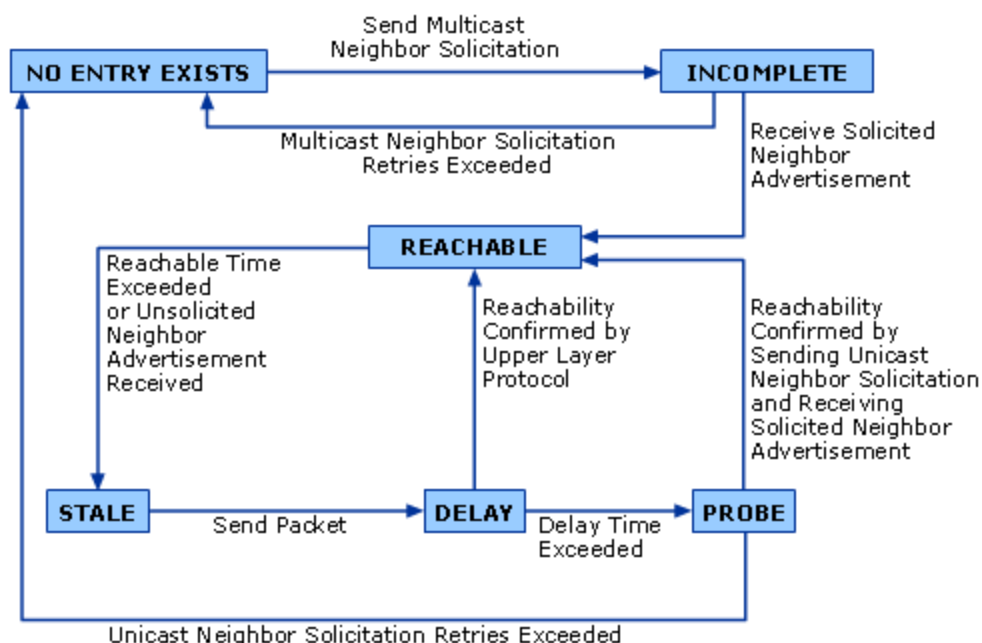 Send Multicast
Neighbor Solicitation
NO ENTRY EXISTS
INCOMPLETE
Multicast Neighbor Solicitation
Retries Exceeded
Receive Solicited
Neighbor
Advertisement
REACHABLE
Reachable Time
Exceeded
or Unsolicited
Neighbor
Advertisement
Received
Reachability
Confirmed by
Upper Layer
Protocol
Reachability
Confirmed by
Sending Unicast
Neighbor Solicitation
and Receiving
Solicited Neighbor
Advertisement
STALE
Send Packet
DELAY
Delay Time
Exceeded
PROBE
Unicast Neighbor Solicitation Retries Exceeded